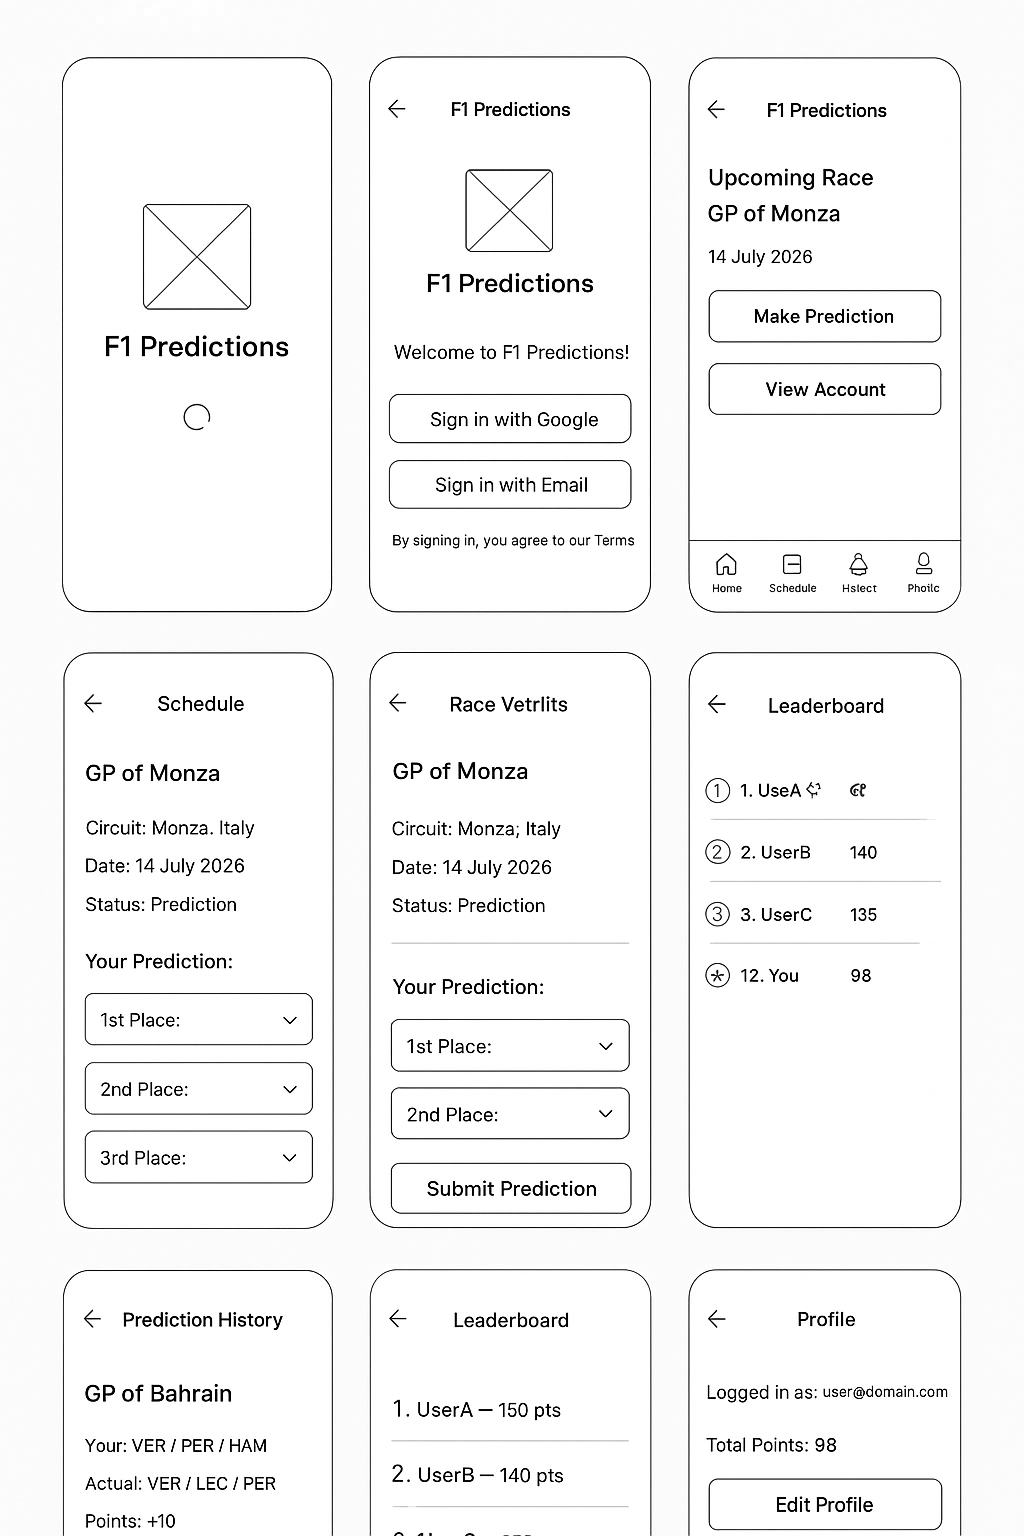 F1 Predictions
F1 Predictions
F1 Predictions
Welcome to F1 Predictions!
Sign in with Google
Sign in with Email
By signing in, you agree to our Terms
F1 Predictions
Upcoming Race
GP of Monza
14 July 2026
Make Prediction
View Account
Home Schedule Hslect Phoilc
Schedule
GP of Monza
Circuit: Monza. Italy
Date: 14 July 2026
Status: Prediction
Your Prediction:
1st Place:
2nd Place:
3rd Place:
Race Vetrlits
GP of Monza
Circuit: Monza; Italy
Date: 14 July 2026
Status: Prediction
Your Prediction:
1st Place:
2nd Place:
Submit Prediction
Leaderboard
1 1. UseA
2 2. UserB 140
3 3. UserC 135
* 12. You 98
Prediction History
GP of Bahrain
Your: VER / PER / HAM
Actual: VER / LEC / PER
Points: +10
Leaderboard
1. UserA – 150 pts
2. UserB – 140 pts
Profile
Logged in as: user@domain.com
Total Points: 98
Edit Profile